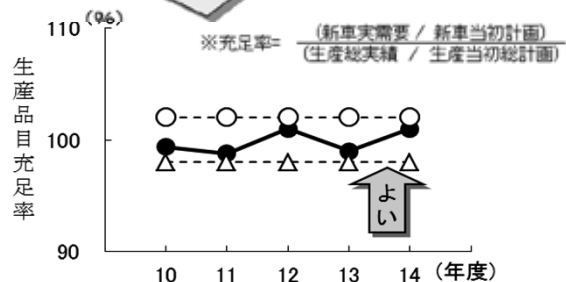 (%)
110
※充足率= (新車実需要 / 新車当初計画)
(生産総実績 / 生産当初総計画)
生産品目充足率
100
よい
90
10 11 12 13 14 (年度)